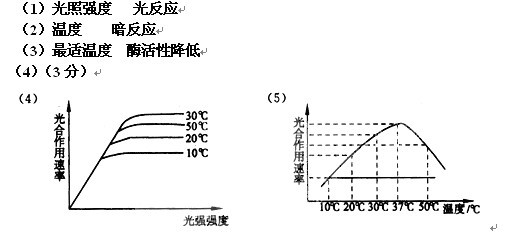 （1）光照强度 光反应
（2）温度 暗反应
（3）最适温度 酶活性降低
（4）（3分）
（4）
光合作用速率
30℃
50℃
20℃
10℃
光强强度
（5）
光合作用速率
10℃ 20℃ 30℃ 37℃ 50℃ 温度/℃